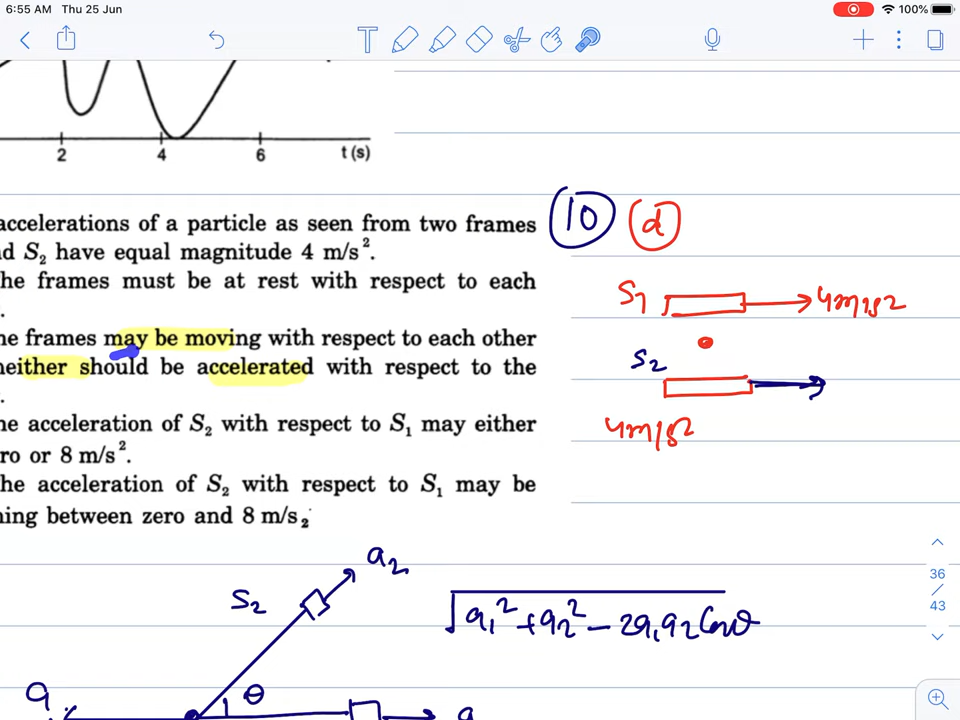 6:55 AM Thu 25 Jun 100%
T
2 4 6 t(s)
accelerations of a particle as seen from two frames
S₂ have equal magnitude 4 m/s².
he frames must be at rest with respect to each
.
ne frames may be moving with respect to each other
neither should be accelerated with respect to the
.
ne acceleration of S₂ with respect to S₁ may either
ro or 8 m/s².
he acceleration of S₂ with respect to S₁ may be
ning between zero and 8 m/s₂
10 d
S1 4m/s2
S2
4m/s2
a2
S2
√a₁²+a₂²-2a₁a₂Cosθ
θ
a
a
36
/
43